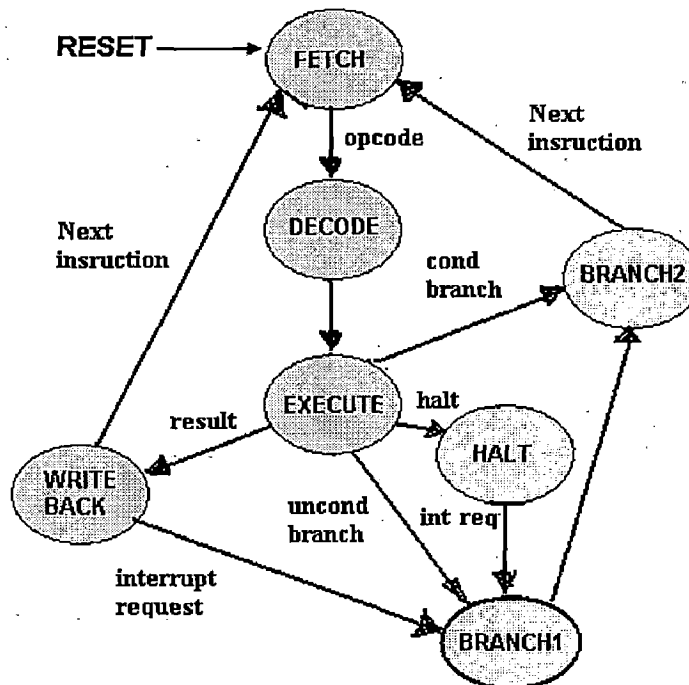 RESET
FETCH
opcode
Next
insruction
DECODE
Next
insruction
cond
branch
BRANCH2
EXECUTE
halt
result
HALT
WRITE
BACK
uncond
branch
int req
interrupt
request
BRANCH1